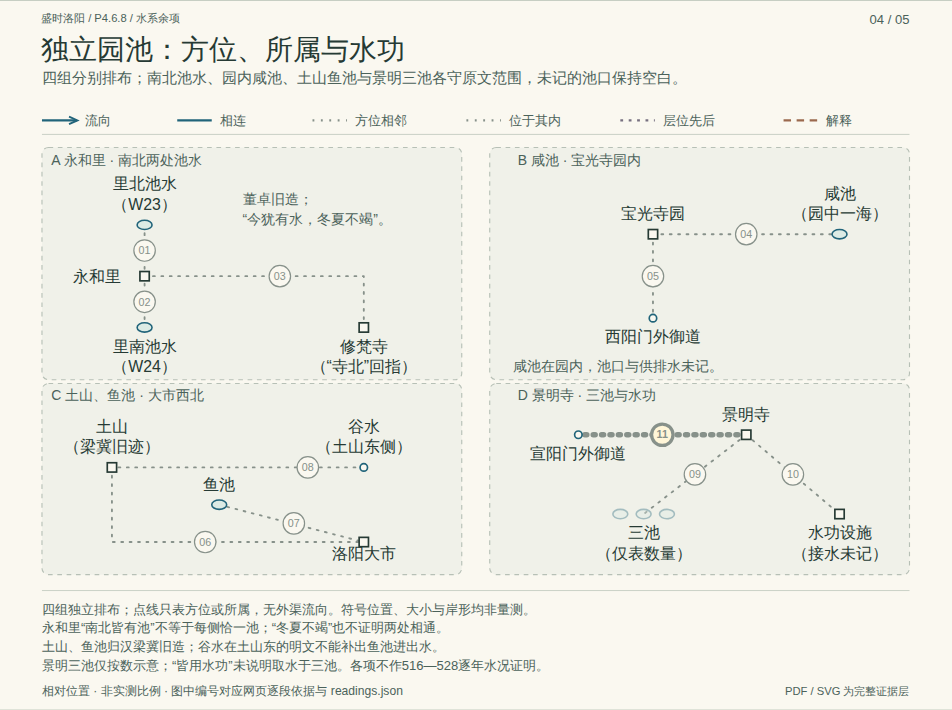 盛时洛阳 / P4.6.8 / 水系余项
04 / 05
独立园池：方位、所属与水功
四组分别排布；南北池水、园内咸池、土山鱼池与景明三池各守原文范围，未记的池口保持空白。
流向
相连
方位相邻
位于其内
层位先后
解释
A 永和里 · 南北两处池水
里北池水
（W23）
董卓旧造；
“今犹有水，冬夏不竭”。
01
永和里
03
02
里南池水
（W24）
修梵寺
（“寺北”回指）
B 咸池 · 宝光寺园内
咸池
（园中一海）
宝光寺园
04
05
西阳门外御道
咸池在园内，池口与供排水未记。
C 土山、鱼池 · 大市西北
土山
（梁冀旧迹）
谷水
（土山东侧）
08
鱼池
07
06
洛阳大市
D 景明寺 · 三池与水功
景明寺
11
宣阳门外御道
09
10
三池
（仅表数量）
水功设施
（接水未记）
四组独立排布；点线只表方位或所属，无外渠流向。符号位置、大小与岸形均非量测。
永和里“南北皆有池”不等于每侧恰一池；“冬夏不竭”也不证明两处相通。
土山、鱼池归汉梁冀旧造；谷水在土山东的明文不能补出鱼池进出水。
景明三池仅按数示意；“皆用水功”未说明取水于三池。各项不作516—528逐年水况证明。
相对位置 · 非实测比例 · 图中编号对应网页逐段依据与 readings.json
PDF / SVG 为完整证据层